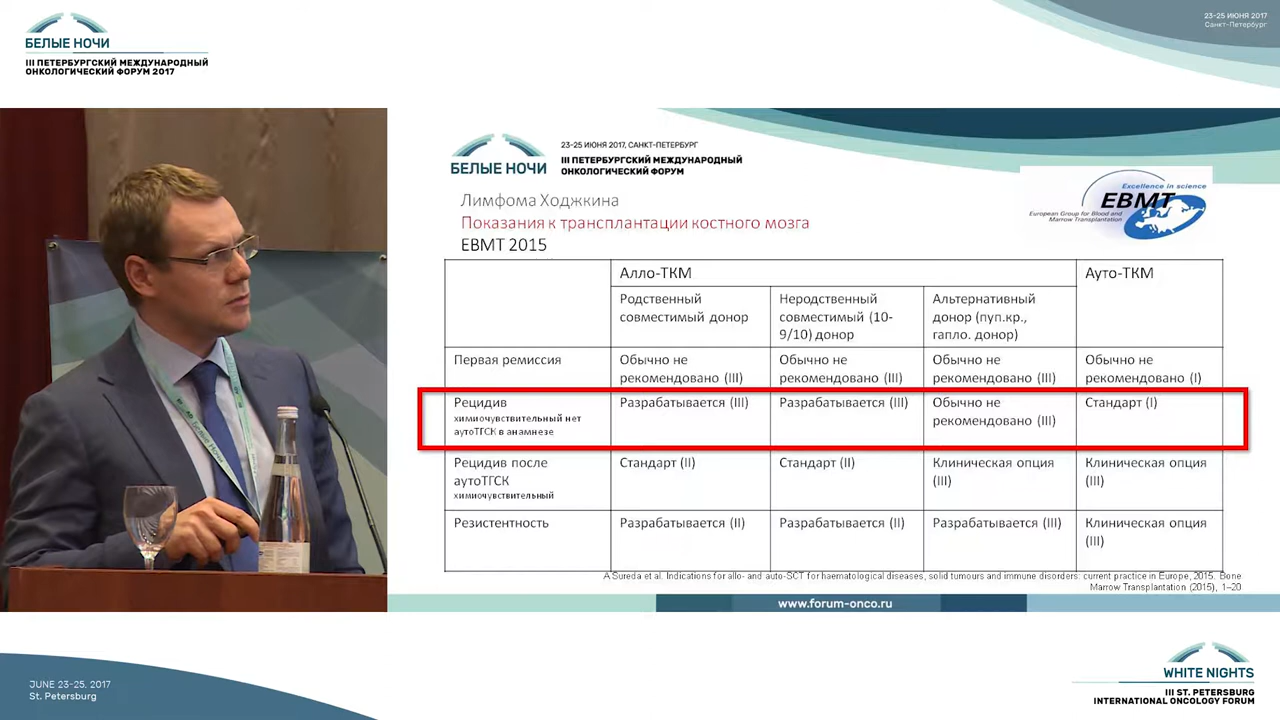 БЕЛЫЕ НОЧИ
III ПЕТЕРБУРГСКИЙ МЕЖДУНАРОДНЫЙ
ОНКОЛОГИЧЕСКИЙ ФОРУМ 2017
23-25 ИЮНЯ 2017
Санкт-Петербург
БЕЛЫЕ НОЧИ
23-25 ИЮНЯ 2017, САНКТ-ПЕТЕРБУРГ
III ПЕТЕРБУРГСКИЙ МЕЖДУНАРОДНЫЙ
ОНКОЛОГИЧЕСКИЙ ФОРУМ
Excellence in science
EBMT
European Group for Blood and
Marrow Transplantation
Лимфома Ходжкина
Показания к трансплантации костного мозга
EBMT 2015
Алло-ТКМ
Ауто-ТКМ
Родственный
совместимый донор
Неродственный
совместимый (10-
9/10) донор
Альтернативный
донор (пуп.кр.,
гапло. донор)
Первая ремиссия
Обычно не
рекомендовано (III)
Обычно не
рекомендовано (III)
Обычно не
рекомендовано (III)
Обычно не
рекомендовано (I)
Рецидив
химиочувствительный нет
аутоТГСК в анамнезе
Разрабатывается (III)
Разрабатывается (III)
Обычно не
рекомендовано (III)
Стандарт (I)
Рецидив после
аутоТГСК
химиочувствительный
Стандарт (II)
Стандарт (II)
Клиническая опция
(III)
Клиническая опция
(III)
Резистентность
Разрабатывается (II)
Разрабатывается (II)
Разрабатывается (III)
Клиническая опция
(III)
A Sureda et al. Indications for allo- and auto-SCT for haematological diseases, solid tumours and immune disorders: current practice in Europe, 2015. Bone
Marrow Transplantation (2015), 1–20
www.forum-onco.ru
JUNE 23-25, 2017
St. Petersburg
WHITE NIGHTS
III ST. PETERSBURG
INTERNATIONAL ONCOLOGY FORUM